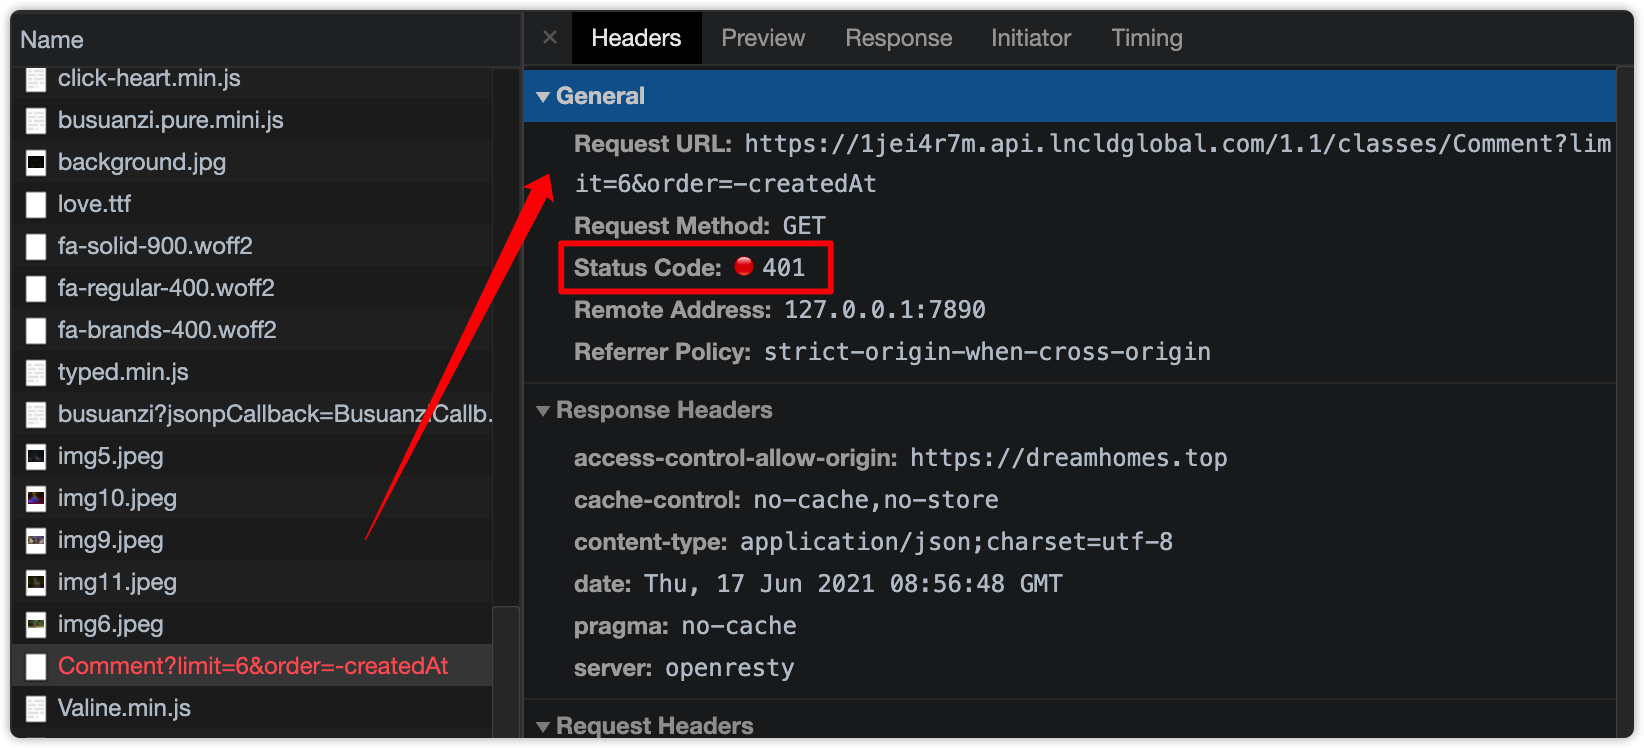 Name
click-heart.min.js
busuanzi.pure.mini.js
background.jpg
love.ttf
fa-solid-900.woff2
fa-regular-400.woff2
fa-brands-400.woff2
typed.min.js
busuanzi?jsonpCallback=BusuanziCallb.
img5.jpeg
img10.jpeg
img9.jpeg
img11.jpeg
img6.jpeg
Comment?limit=6&order=-createdAt
Valine.min.js
× Headers Preview Response Initiator Timing
▼ General
Request URL: https://1jei4r7m.api.lncldglobal.com/1.1/classes/Comment?lim
it=6&order=-createdAt
Request Method: GET
Status Code: 401
Remote Address: 127.0.0.1:7890
Referrer Policy: strict-origin-when-cross-origin
▼ Response Headers
access-control-allow-origin: https://dreamhomes.top
cache-control: no-cache,no-store
content-type: application/json;charset=utf-8
date: Thu, 17 Jun 2021 08:56:48 GMT
pragma: no-cache
server: openresty
▼ Request Headers